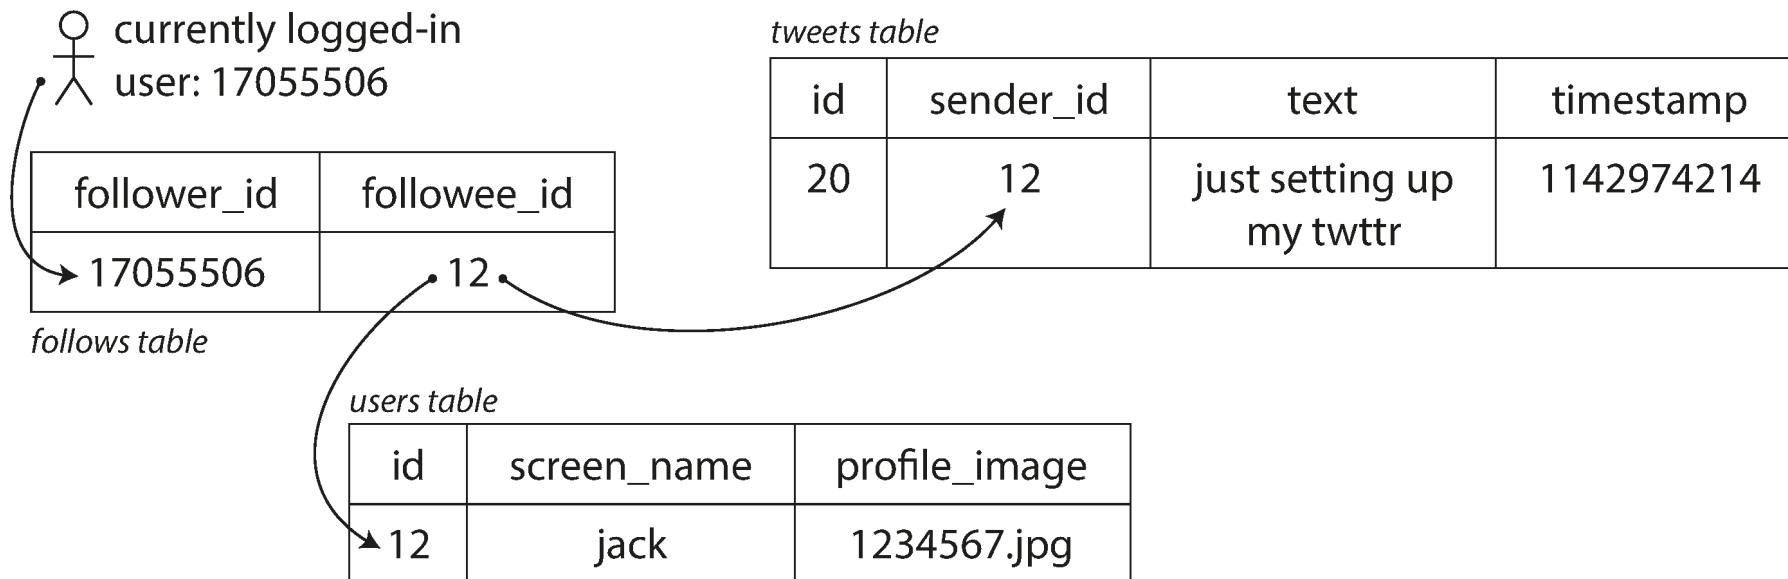 currently logged-in
user: 17055506
follower_id followee_id
17055506 12
follows table
tweets table
id sender_id text timestamp
20 12 just setting up 1142974214
my twttr
users table
id screen_name profile_image
12 jack 1234567.jpg